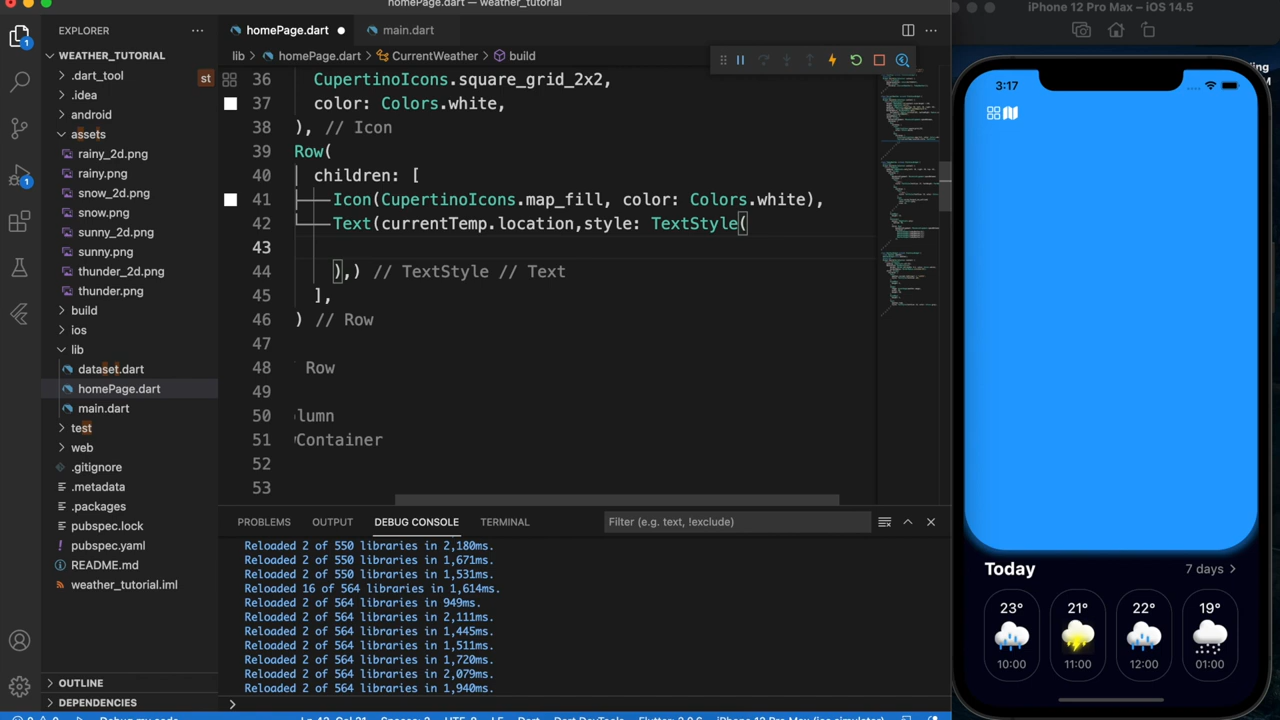 homePage.dart — weather_tutorial
iPhone 12 Pro Max – iOS 14.5
EXPLORER
homePage.dart
main.dart
WEATHER_TUTORIAL
lib > homePage.dart > CurrentWeather > build
.dart_tool
.idea
android
assets
rainy_2d.png
rainy.png
snow_2d.png
snow.png
sunny_2d.png
sunny.png
thunder_2d.png
thunder.png
build
ios
lib
dataset.dart
homePage.dart
main.dart
test
web
.gitignore
.metadata
.packages
pubspec.lock
pubspec.yaml
README.md
weather_tutorial.iml
OUTLINE
DEPENDENCIES
1
1
st
36 CupertinoIcons.square_grid_2x2,
37 color: Colors.white,
38 ), // Icon
39 Row(
40 children: [
41 Icon(CupertinoIcons.map_fill, color: Colors.white),
42 Text(currentTemp.location,style: TextStyle(
43
44 ),) // TextStyle // Text
45 ],
46 ) // Row
47
48 Row
49
50 olumn
51 Container
52
53
PROBLEMS OUTPUT DEBUG CONSOLE TERMINAL
Filter (e.g. text, !exclude)
Reloaded 2 of 550 libraries in 2,180ms.
Reloaded 2 of 550 libraries in 1,671ms.
Reloaded 2 of 550 libraries in 1,531ms.
Reloaded 16 of 564 libraries in 1,614ms.
Reloaded 2 of 564 libraries in 949ms.
Reloaded 2 of 564 libraries in 2,111ms.
Reloaded 2 of 564 libraries in 1,445ms.
Reloaded 2 of 564 libraries in 1,511ms.
Reloaded 2 of 564 libraries in 1,720ms.
Reloaded 2 of 564 libraries in 2,079ms.
Reloaded 2 of 564 libraries in 1,940ms.
3:17
Today
7 days
23° 21° 22° 19°
10:00 11:00 12:00 01:00